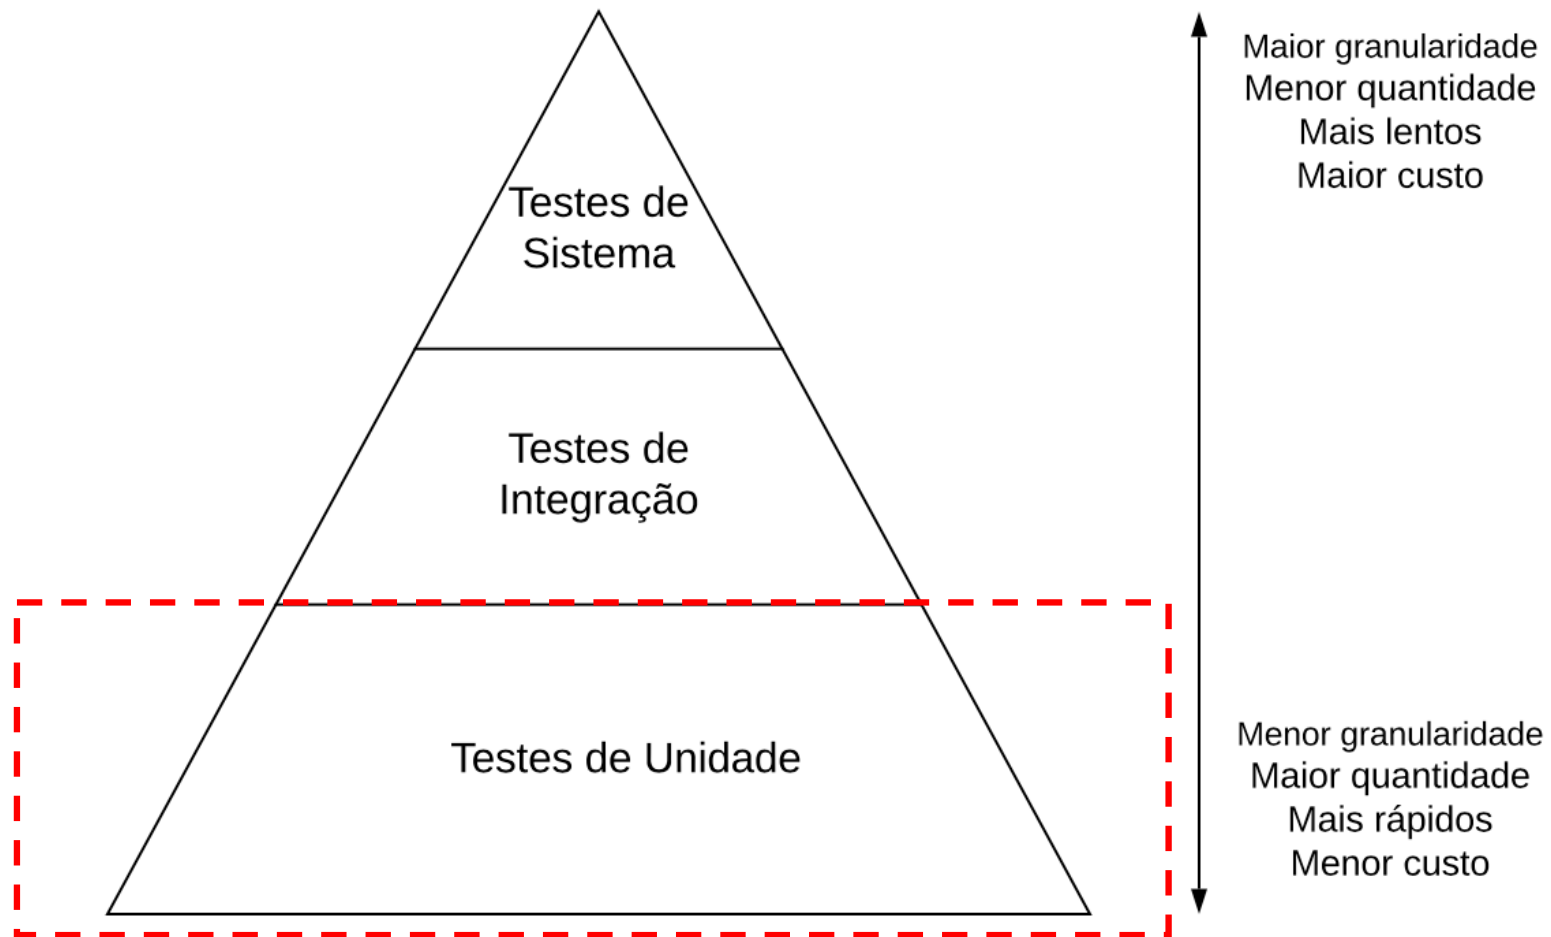 Maior granularidade
Menor quantidade
Mais lentos
Maior custo
Testes de
Sistema
Testes de
Integração
Testes de Unidade
Menor granularidade
Maior quantidade
Mais rápidos
Menor custo